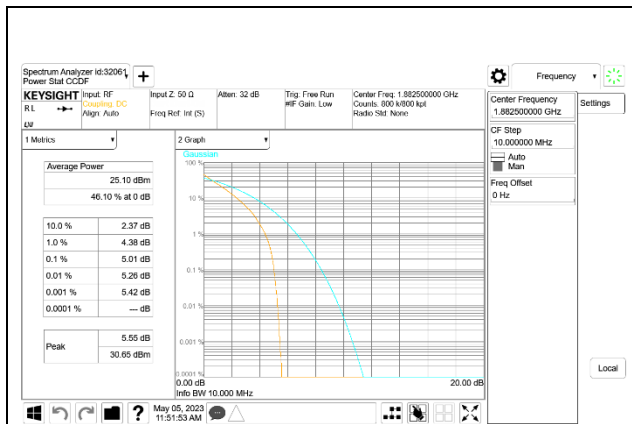 Spectrum Analyzer id:32061
Power Stat CCDF
KEYSIGHT
RL
Input: RF
Coupling: DC
Align: Auto
Input Z: 50 Ω
Freq Ref: Int (S)
Atten: 32 dB
Trig: Free Run
#IF Gain: Low
Center Freq: 1.882500000 GHz
Counts: 800 k/800 kpt
Radio Std: None
1 Metrics
Average Power
25.10 dBm
46.10 % at 0 dB
10.0 % 2.37 dB
1.0 % 4.38 dB
0.1 % 5.01 dB
0.01 % 5.26 dB
0.001 % 5.42 dB
0.0001 % --- dB
Peak
5.55 dB
30.65 dBm
2 Graph
Gaussian
100 %
10 %
1 %
0.1 %
0.01 %
0.001 %
0.0001 %
0.00 dB 20.00 dB
Info BW 10.000 MHz
May 05, 2023
11:51:53 AM
Frequency
Center Frequency
1.882500000 GHz
CF Step
10.000000 MHz
Auto
Man
Freq Offset
0 Hz
Settings
Local